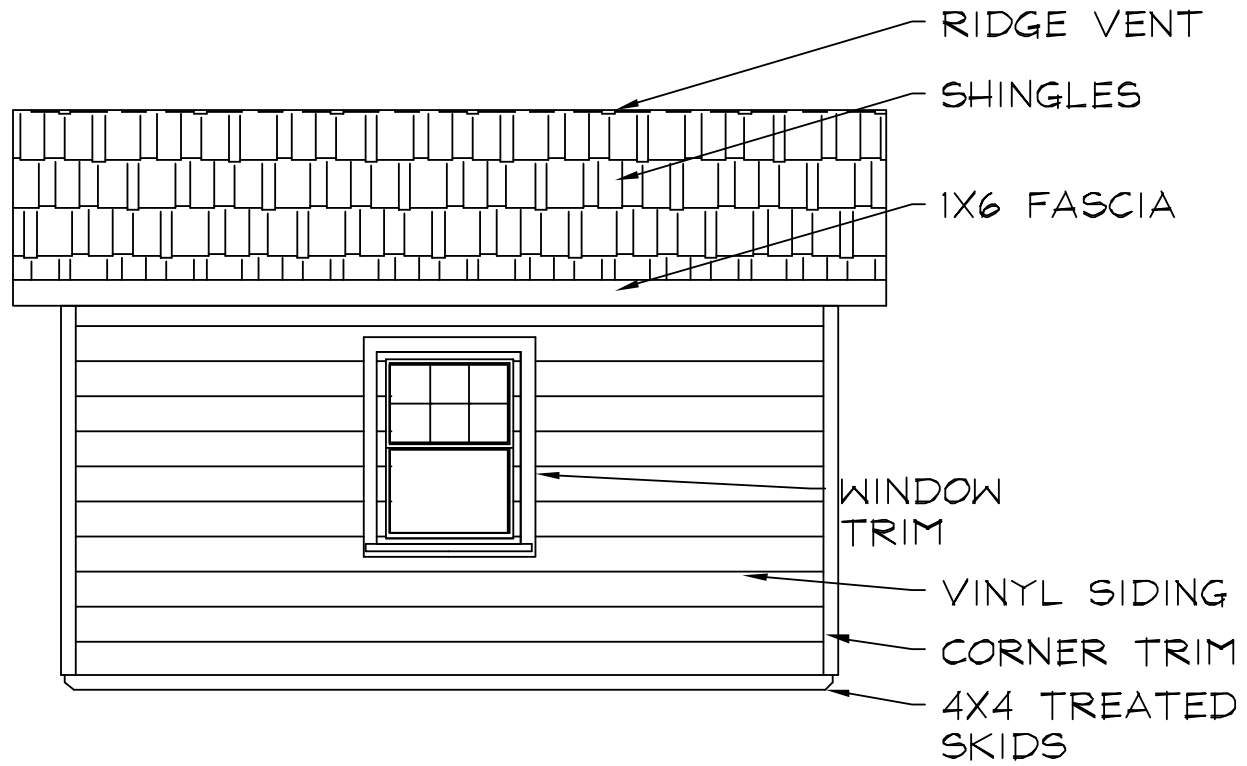 RIDGE VENT
SHINGLES
1X6 FASCIA
WINDOW
TRIM
VINYL SIDING
CORNER TRIM
4X4 TREATED
SKIDS